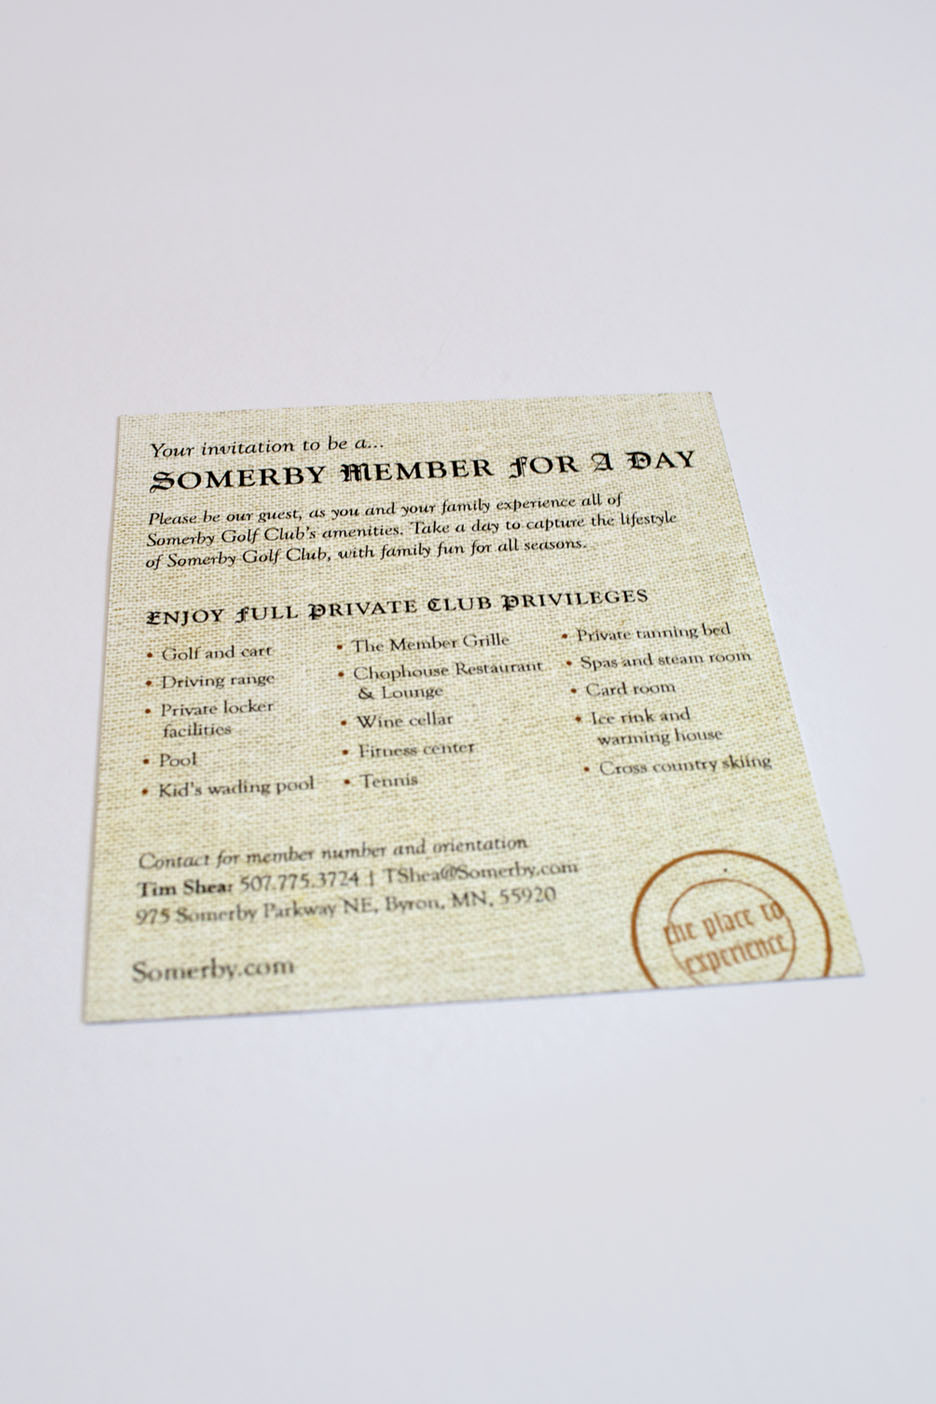 Your invitation to be a...
SOMERBY MEMBER FOR A DAY
Please be our guest, as you and your family experience all of
Somerby Golf Club's amenities. Take a day to capture the lifestyle
of Somerby Golf Club, with family fun for all seasons.
ENJOY FULL PRIVATE CLUB PRIVILEGES
• Golf and cart
• Driving range
• Private locker
facilities
• Pool
• Kid's wading pool
• The Member Grille
• Chophouse Restaurant
& Lounge
• Wine cellar
• Fitness center
• Tennis
• Private tanning bed
• Spas and steam room
• Card room
• Ice rink and
warming house
• Cross country skiing
Contact for member number and orientation
Tim Shea: 507.775.3724 | TShea@Somerby.com
975 Somerby Parkway NE, Byron, MN, 55920
Somerby.com
the place to
experience